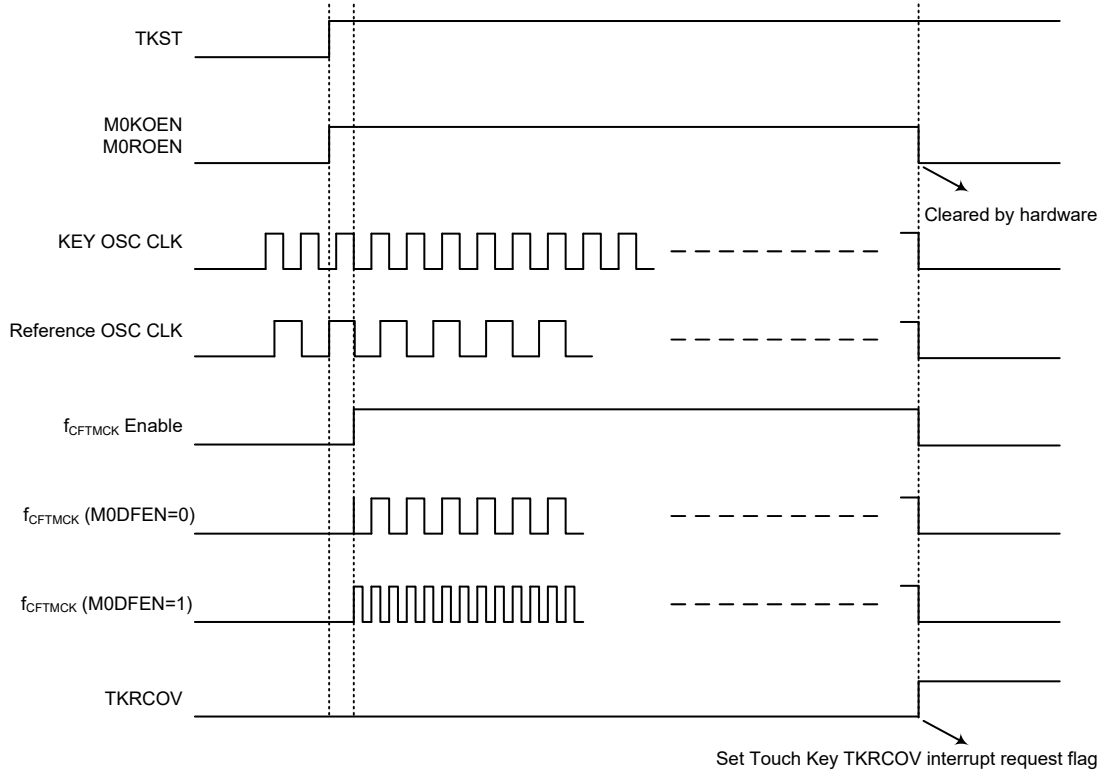 TKST
M0KOEN
M0ROEN
Cleared by hardware
KEY OSC CLK
Reference OSC CLK
fCFTMCK Enable
fCFTMCK (M0DFEN=0)
fCFTMCK (M0DFEN=1)
TKRCOV
Set Touch Key TKRCOV interrupt request flag